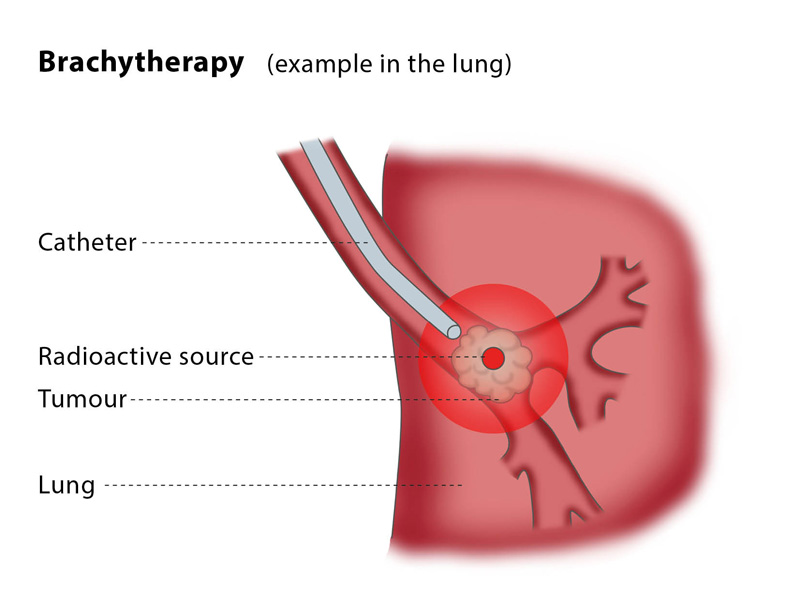 Brachytherapy (example in the lung)
Catheter
Radioactive source
Tumour
Lung